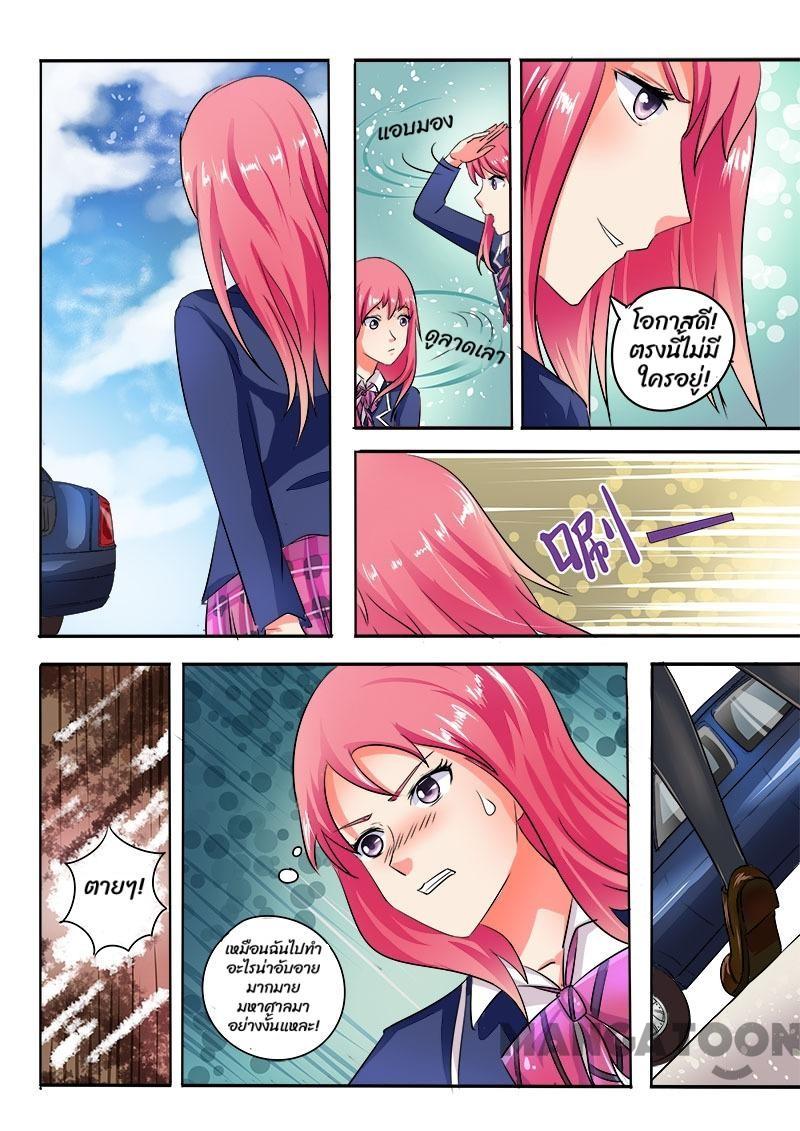 แอบมอง
ดูลาดเลา
โอกาสดี!
ตรงนี้ไม่มี
ใครอยู่!
唰——
ตายๆ!
เหมือนฉันไปทำ
อะไรน่าอับอาย
มากมาย
มหาศาลมา
อย่างงั้นแหละ!
MANGATOON